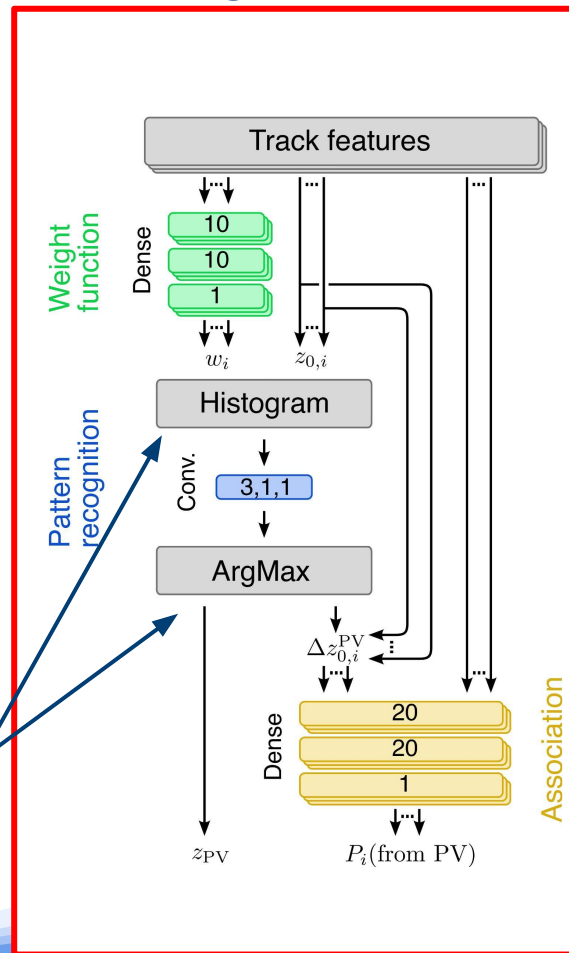 Track features
...
...
...
Weight
function
Dense
10
10
1
...
...
w_i
z_{0,i}
Histogram
Pattern
recognition
Conv.
3,1,1
ArgMax
Δz_{0,i}^{PV}
...
...
...
Association
Dense
20
20
1
...
z_{PV}
P_i(from PV)